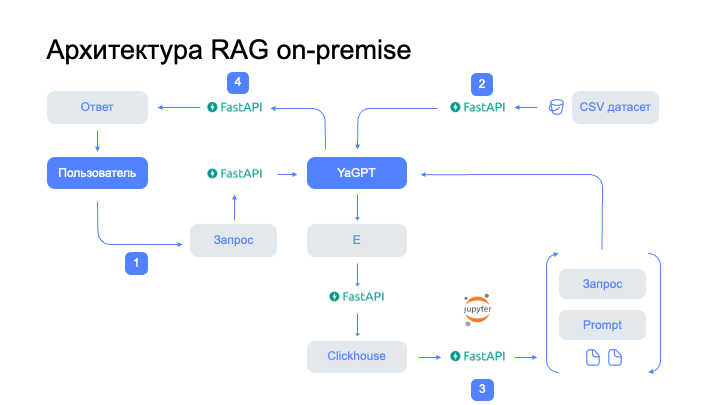 Архитектура RAG on-premise
4
2
Ответ
FastAPI
FastAPI
CSV датасет
Пользователь
FastAPI
YaGPT
1
Запрос
E
FastAPI
jupyter
Запрос
Prompt
Clickhouse
FastAPI
3